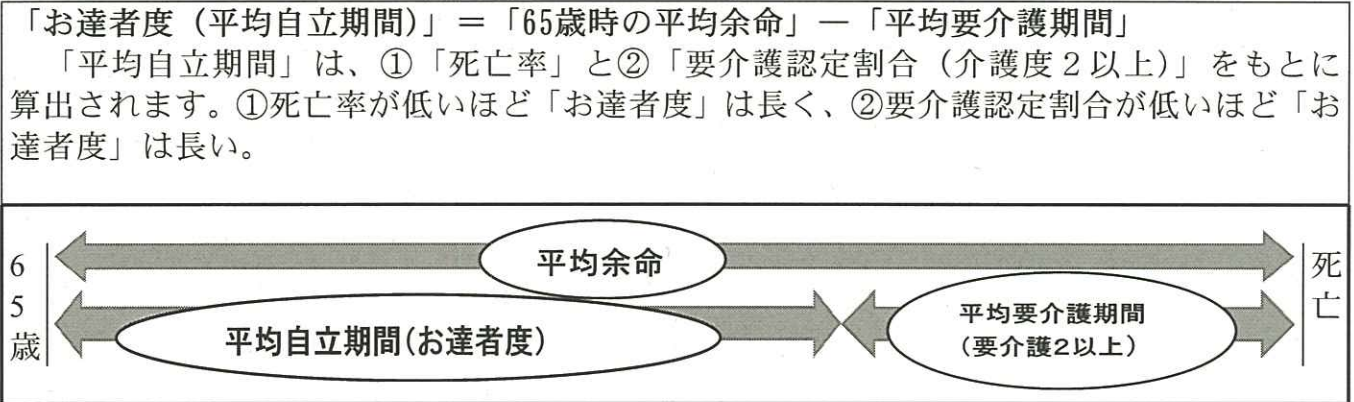 「お達者度（平均自立期間）」＝「65歳時の平均余命」－「平均要介護期間」
「平均自立期間」は、①「死亡率」と②「要介護認定割合（介護度２以上）」をもとに
算出されます。①死亡率が低いほど「お達者度」は長く、②要介護認定割合が低いほど「お
達者度」は長い。
65歳
平均余命
死亡
平均自立期間(お達者度)
平均要介護期間
(要介護2以上)